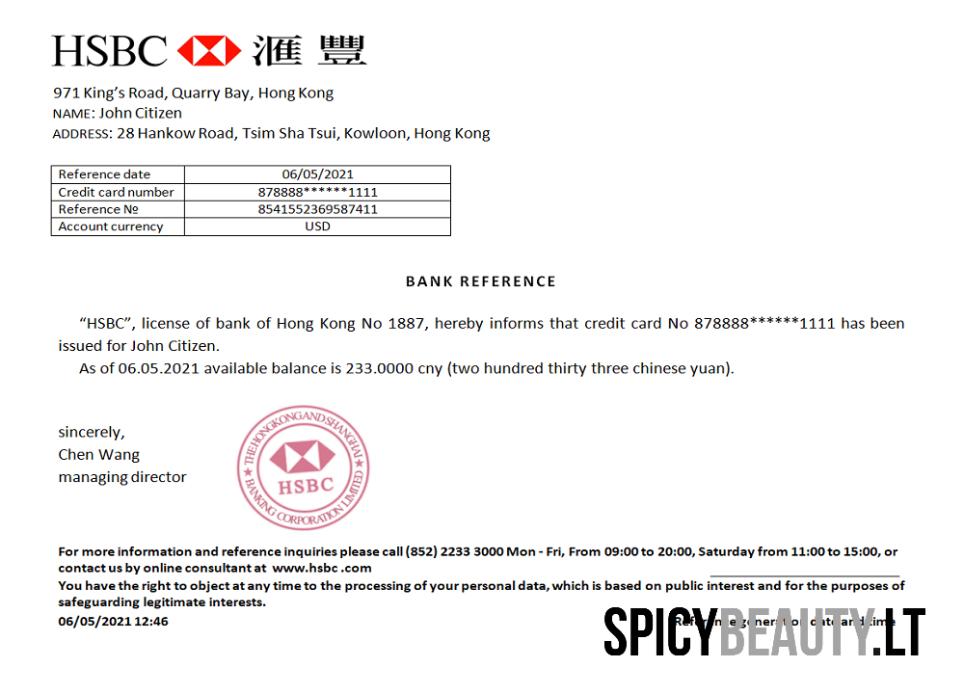 HSBC 滙豐
971 King’s Road, Quarry Bay, Hong Kong
NAME: John Citizen
ADDRESS: 28 Hankow Road, Tsim Sha Tsui, Kowloon, Hong Kong
Reference date 06/05/2021
Credit card number 878888******1111
Reference № 8541552369587411
Account currency USD
BANK REFERENCE
“HSBC”, license of bank of Hong Kong No 1887, hereby informs that credit card No 878888******1111 has been
issued for John Citizen.
As of 06.05.2021 available balance is 233.0000 cny (two hundred thirty three chinese yuan).
sincerely,
Chen Wang
managing director
THE HONGKONG AND SHANGHAI
BANKING CORPORATION LIMITED
HSBC
For more information and reference inquiries please call (852) 2233 3000 Mon - Fri, From 09:00 to 20:00, Saturday from 11:00 to 15:00, or
contact us by online consultant at www.hsbc .com
You have the right to object at any time to the processing of your personal data, which is based on public interest and for the purposes of
safeguarding legitimate interests.
06/05/2021 12:46 Reference generation date and time
SPICYBEAUTY.LT